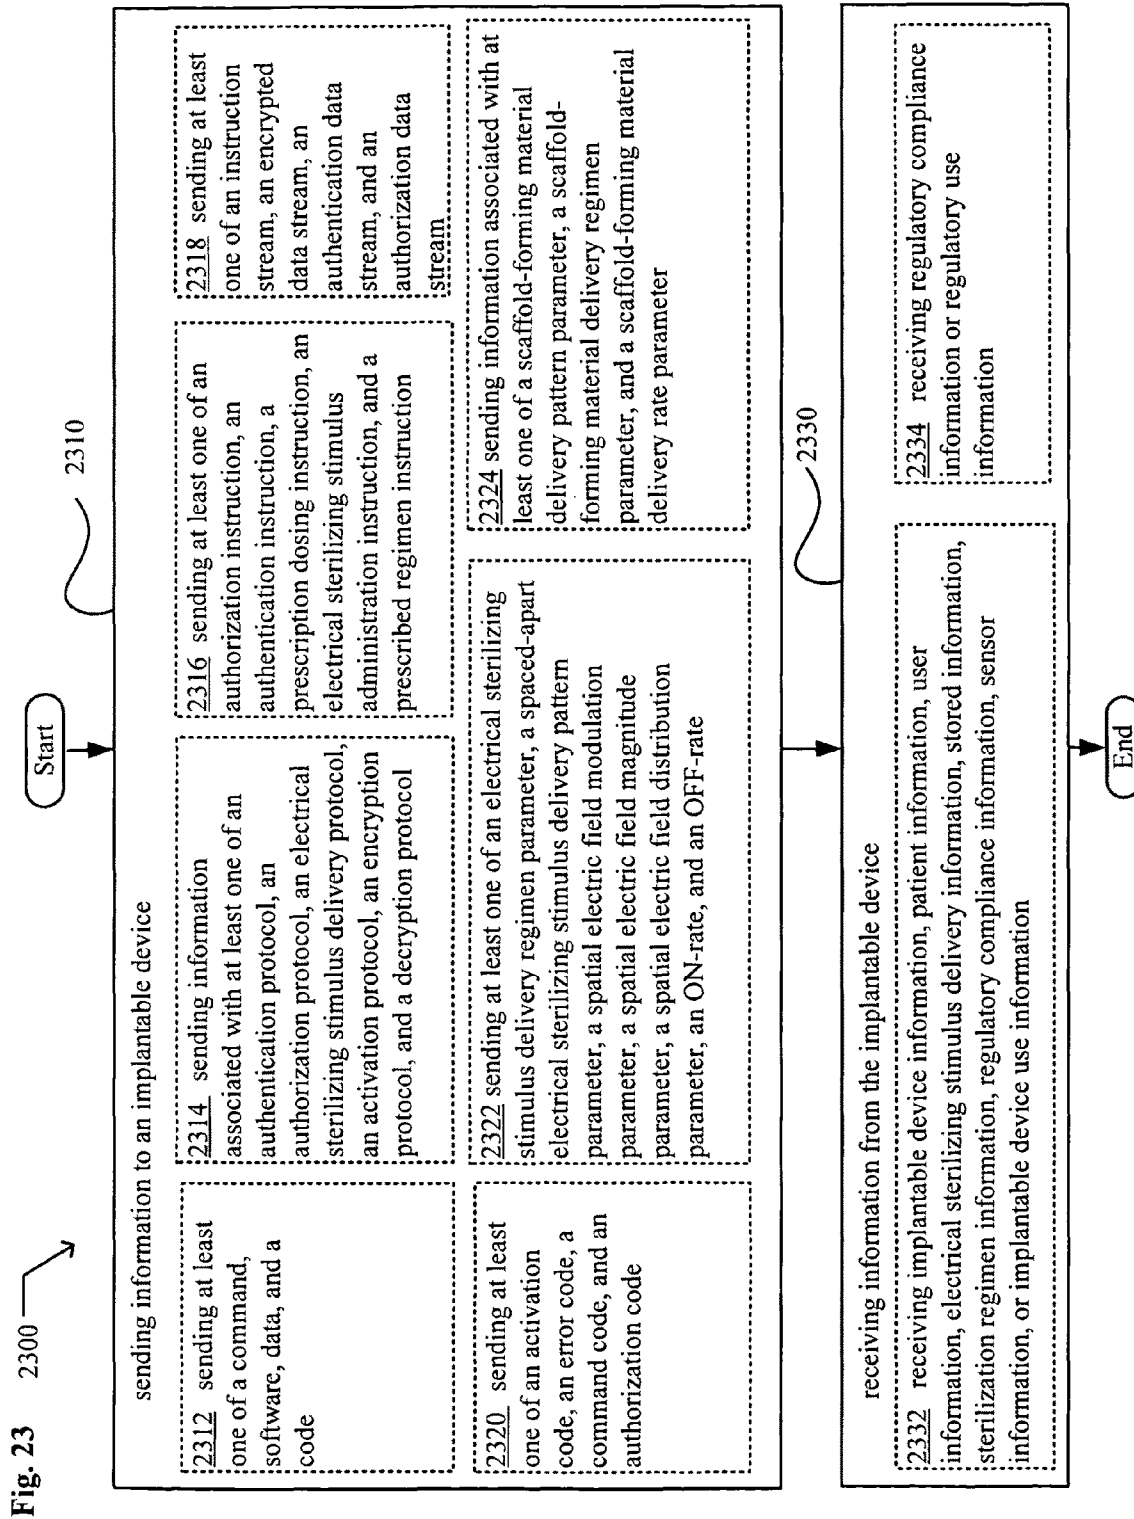 Fig. 23
2300
Start
2310
sending information to an implantable device
2312 sending at least
one of a command,
software, data, and a
code
2314 sending information
associated with at least one of an
authentication protocol, an
authorization protocol, an electrical
sterilizing stimulus delivery protocol,
an activation protocol, an encryption
protocol, and a decryption protocol
2316 sending at least one of an
authorization instruction, an
authentication instruction, a
prescription dosing instruction, an
electrical sterilizing stimulus
administration instruction, and a
prescribed regimen instruction
2318 sending at least
one of an instruction
stream, an encrypted
data stream, an
authentication data
stream, and an
authorization data
stream
2320 sending at least
one of an activation
code, an error code, a
command code, and an
authorization code
2322 sending at least one of an electrical sterilizing
stimulus delivery regimen parameter, a spaced-apart
electrical sterilizing stimulus delivery pattern
parameter, a spatial electric field modulation
parameter, a spatial electric field magnitude
parameter, a spatial electric field distribution
parameter, an ON-rate, and an OFF-rate
2324 sending information associated with at
least one of a scaffold-forming material
delivery pattern parameter, a scaffold-
forming material delivery regimen
parameter, and a scaffold-forming material
delivery rate parameter
2330
receiving information from the implantable device
2332 receiving implantable device information, patient information, user
information, electrical sterilizing stimulus delivery information, stored information,
sterilization regimen information, regulatory compliance information, sensor
information, or implantable device use information
2334 receiving regulatory compliance
information or regulatory use
information
End